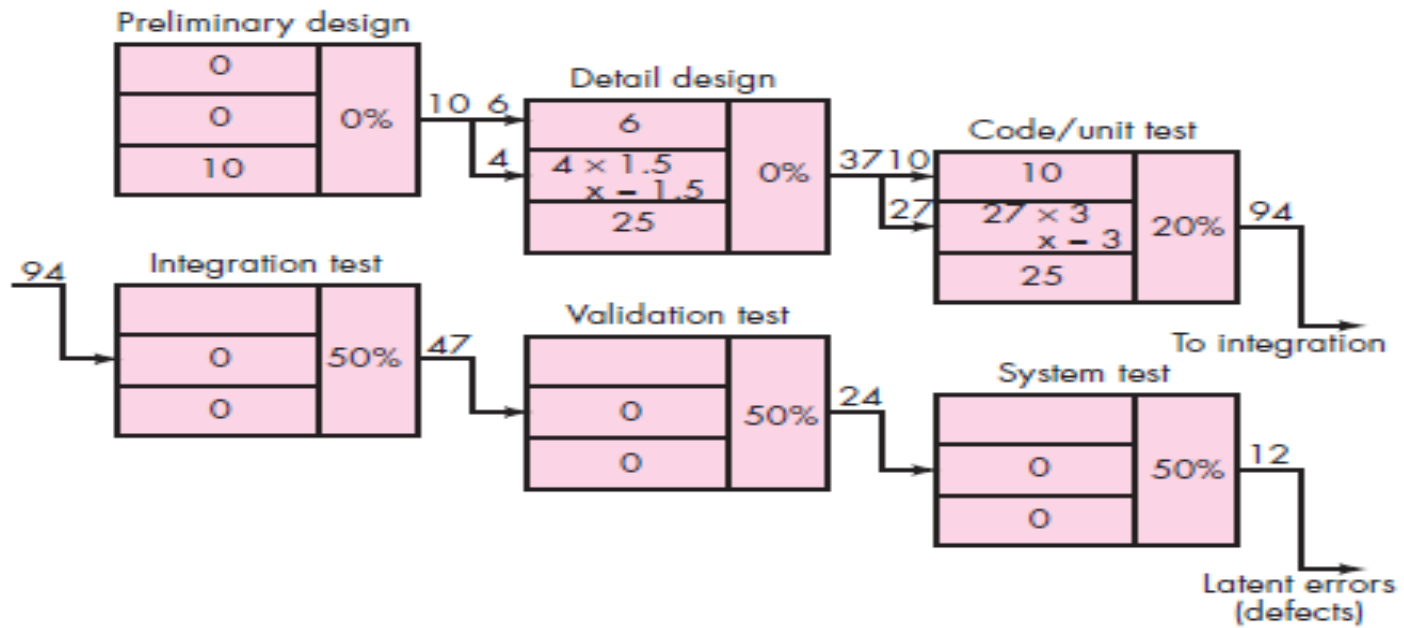 Preliminary design
0
0
10
0%
10 6
4
Detail design
6
4 × 1.5
x – 1.5
25
0%
37 10
27
Code/unit test
10
27 × 3
x – 3
25
20%
94
To integration
94
Integration test
0
0
50%
47
Validation test
0
0
50%
24
System test
0
0
50%
12
Latent errors
(defects)